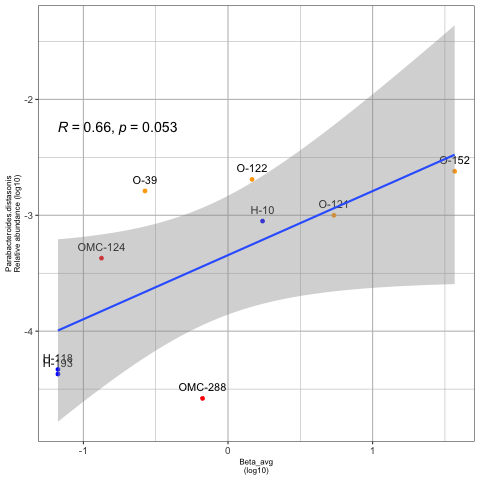 Parabacteroides.distasonis
Relative abundance (log10)
-2
-3
-4
R = 0.66, p = 0.053
O-152
O-122
O-39
H-10
O-121
OMC-124
H-118
H-193
OMC-288
-1
0
1
Beta_avg
(log10)